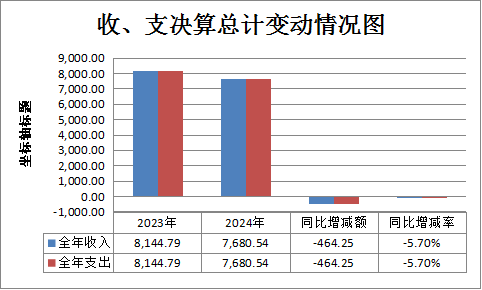 收、支决算总计变动情况图
坐标轴标题
9,000.00
8,000.00
7,000.00
6,000.00
5,000.00
4,000.00
3,000.00
2,000.00
1,000.00
0.00
-1,000.00
2023年 2024年 同比增减额 同比增减率
全年收入 8,144.79 7,680.54 -464.25 -5.70%
全年支出 8,144.79 7,680.54 -464.25 -5.70%